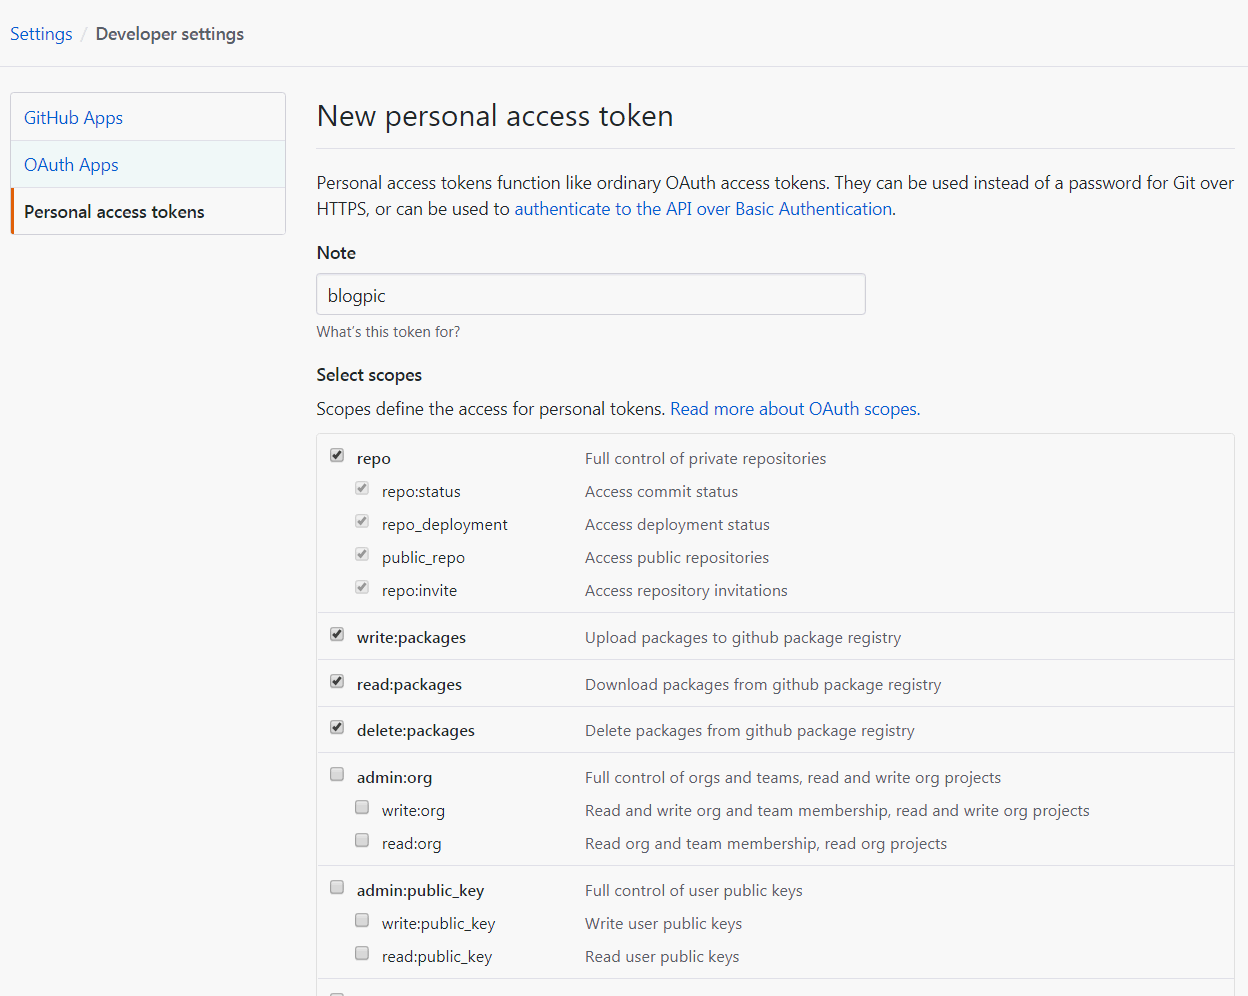 Settings / Developer settings
GitHub Apps
OAuth Apps
Personal access tokens
New personal access token
Personal access tokens function like ordinary OAuth access tokens. They can be used instead of a password for Git over
HTTPS, or can be used to authenticate to the API over Basic Authentication.
Note
blogpic
What's this token for?
Select scopes
Scopes define the access for personal tokens. Read more about OAuth scopes.
repo Full control of private repositories
repo:status Access commit status
repo_deployment Access deployment status
public_repo Access public repositories
repo:invite Access repository invitations
write:packages Upload packages to github package registry
read:packages Download packages from github package registry
delete:packages Delete packages from github package registry
admin:org Full control of orgs and teams, read and write org projects
write:org Read and write org and team membership, read and write org projects
read:org Read org and team membership, read org projects
admin:public_key Full control of user public keys
write:public_key Write user public keys
read:public_key Read user public keys